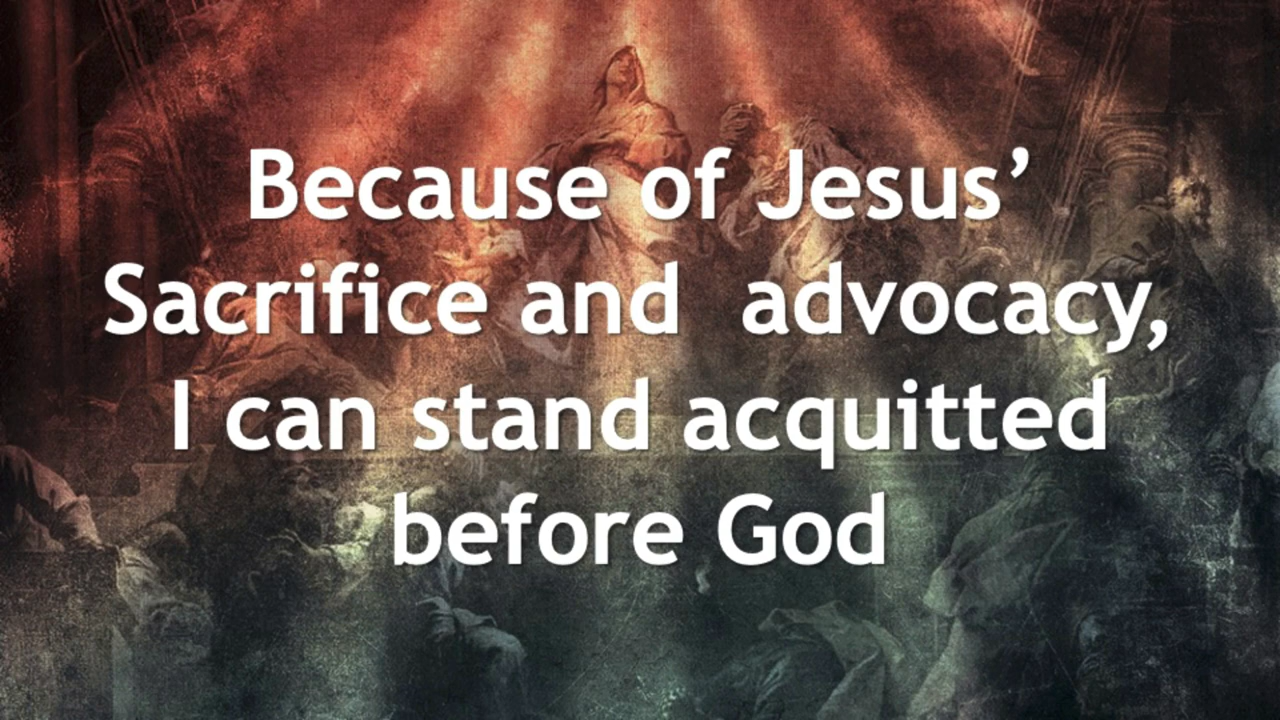 Because of Jesus’
Sacrifice and  advocacy,
I can stand acquitted
before God